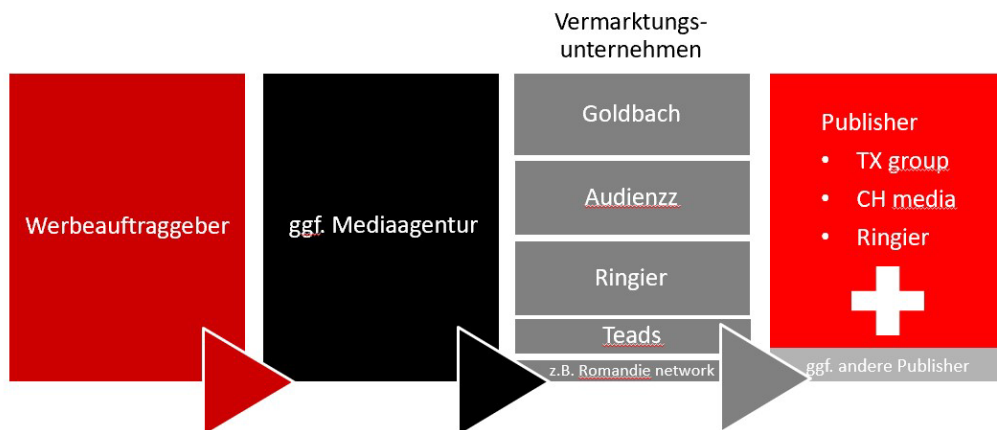 Vermarktungs-
unternehmen
Werbeauftraggeber
ggf. Mediaagentur
Goldbach
Audienzz
Ringier
Teads
z.B. Romandie network
Publisher
• TX group
• CH media
• Ringier
ggf. andere Publisher